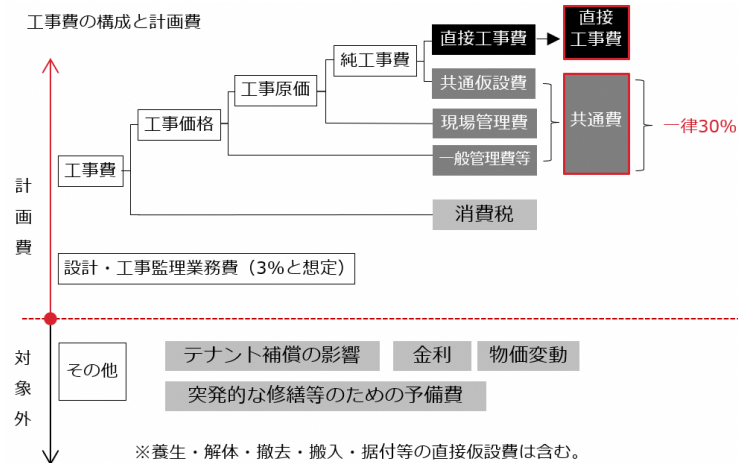 工事費の構成と計画費
直接工事費
直接
工事費
純工事費
共通仮設費
工事原価
現場管理費
共通費
一律30%
工事価格
一般管理費等
工事費
消費税
計
画
費
設計・工事監理業務費（3%と想定）
対
象
外
その他
テナント補償の影響
金利
物価変動
突発的な修繕等のための予備費
※養生・解体・撤去・搬入・据付等の直接仮設費は含む。